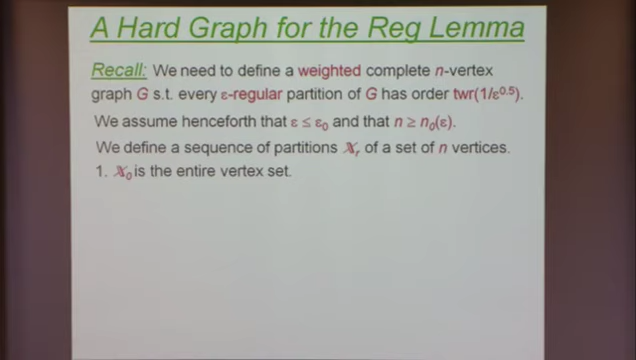 A Hard Graph for the Reg Lemma
Recall: We need to define a weighted complete n-vertex
graph G s.t. every ε-regular partition of G has order twr(1/ε^0.5).
We assume henceforth that ε ≤ ε₀ and that n ≥ n₀(ε).
We define a sequence of partitions 𝕏ᵣ of a set of n vertices.
1. 𝕏₀ is the entire vertex set.